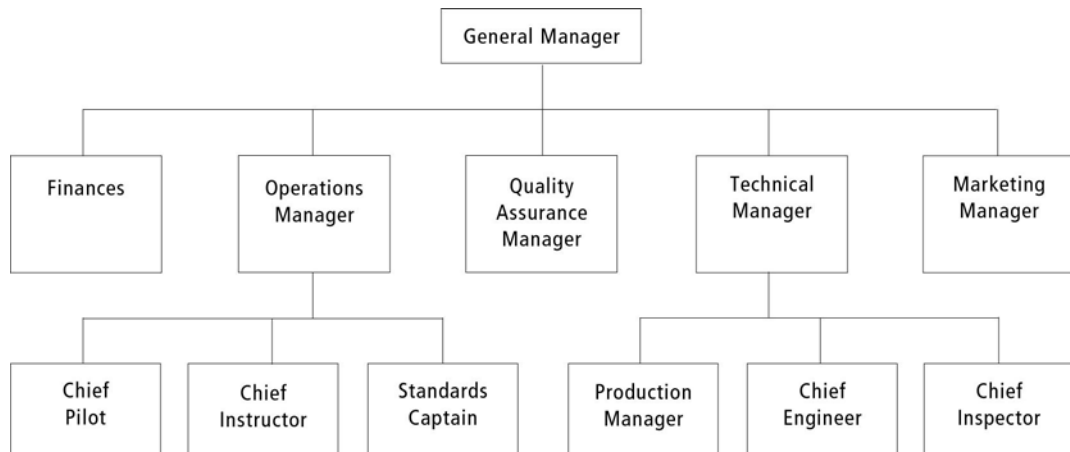 General Manager
Finances
Operations
Manager
Quality
Assurance
Manager
Technical
Manager
Marketing
Manager
Chief
Pilot
Chief
Instructor
Standards
Captain
Production
Manager
Chief
Engineer
Chief
Inspector